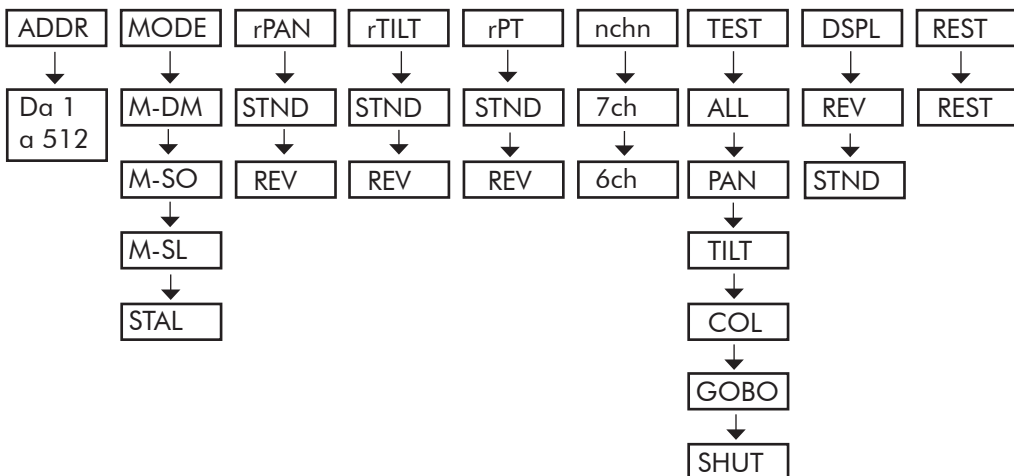 ADDR MODE rPAN rTILT rPT nchn TEST DSPL REST
Da 1 M-DM STND STND STND 7ch ALL REV REST
a 512
M-SO REV REV REV 6ch PAN STND
M-SL TILT
STAL COL
GOBO
SHUT